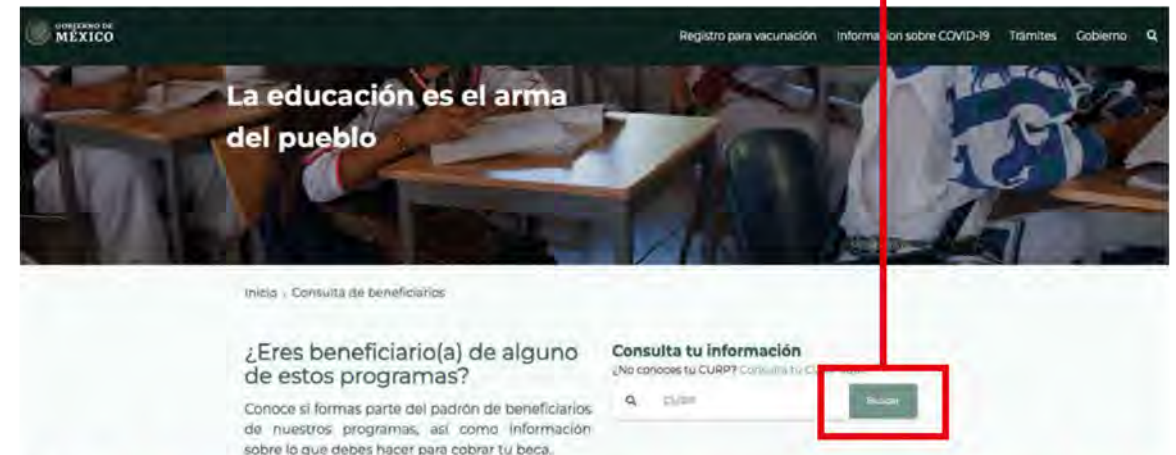 GOBIERNO DE
MÉXICO
Registro para vacunación Información sobre COVID-19 Trámites Gobierno
La educación es el arma
del pueblo
Inicio > Consulta de beneficiarios
¿Eres beneficiario(a) de alguno
de estos programas?
Conoce si formas parte del padrón de beneficiarios
de nuestros programas, así como información
sobre lo que debes hacer para cobrar tu beca.
Consulta tu información
¿No conoces tu CURP? Consulta tu
CURP
Buscar